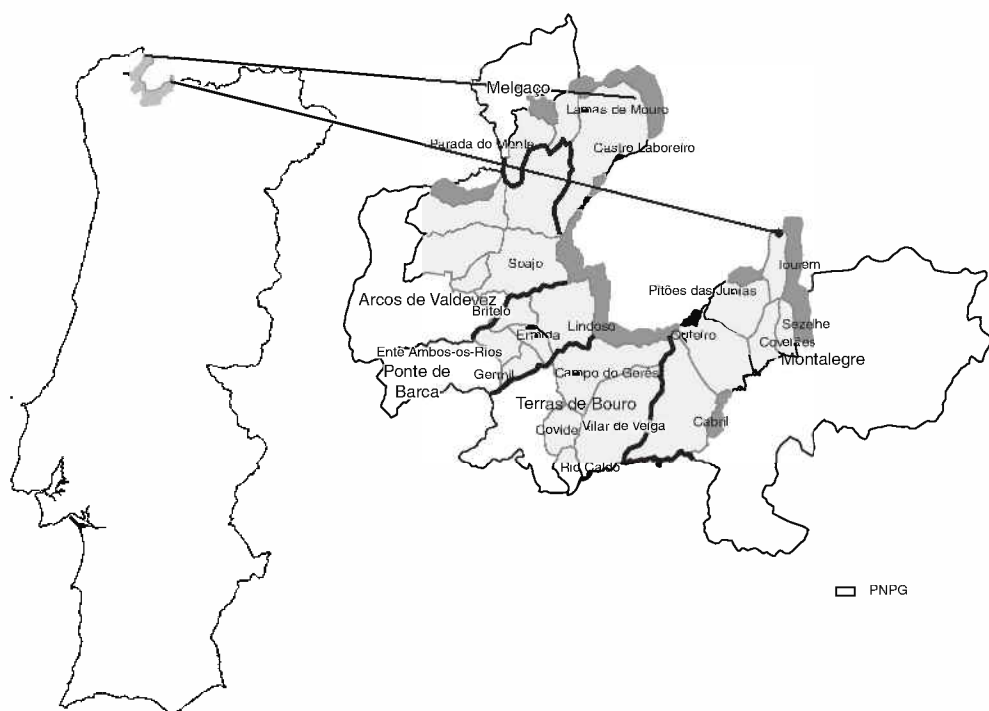 Melgaço
Lamas de Mouro
Parada do Monte
Castro Laboreiro
Soajo
Tourem
Pitões das Junias
Arcos de Valdevez
Britelo
Lindoso
Ermida
Outeiro
Sezelhe
Covelães
Montalegre
Ente Ambos-os-Rios
Ponte de
Barca
Germil
Campo do Gerês
Terras de Bouro
Cabril
Covide
Vilar de Veiga
Rio Caldo
PNPG